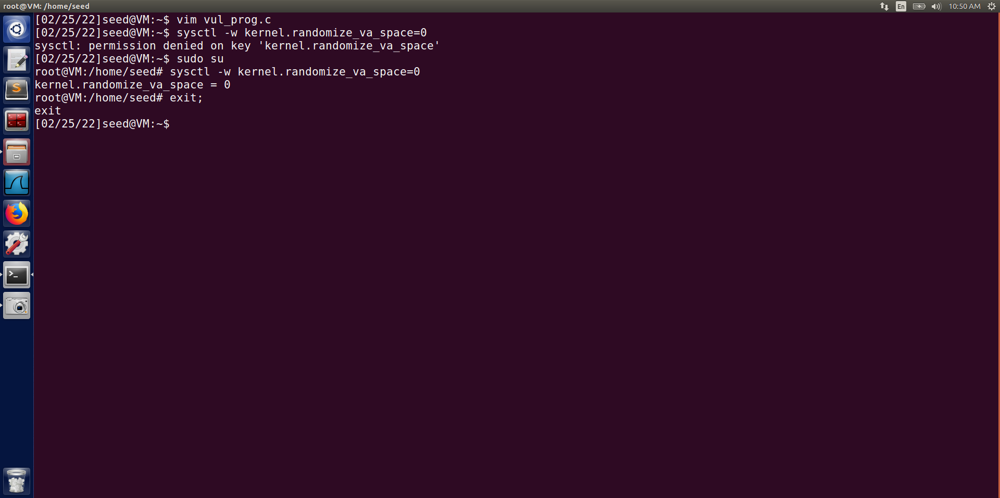 root@VM: /home/seed
En
10:50 AM
[02/25/22]seed@VM:~$ vim vul_prog.c
[02/25/22]seed@VM:~$ sysctl -w kernel.randomize_va_space=0
sysctl: permission denied on key 'kernel.randomize_va_space'
[02/25/22]seed@VM:~$ sudo su
root@VM:/home/seed# sysctl -w kernel.randomize_va_space=0
kernel.randomize_va_space = 0
root@VM:/home/seed# exit;
exit
[02/25/22]seed@VM:~$